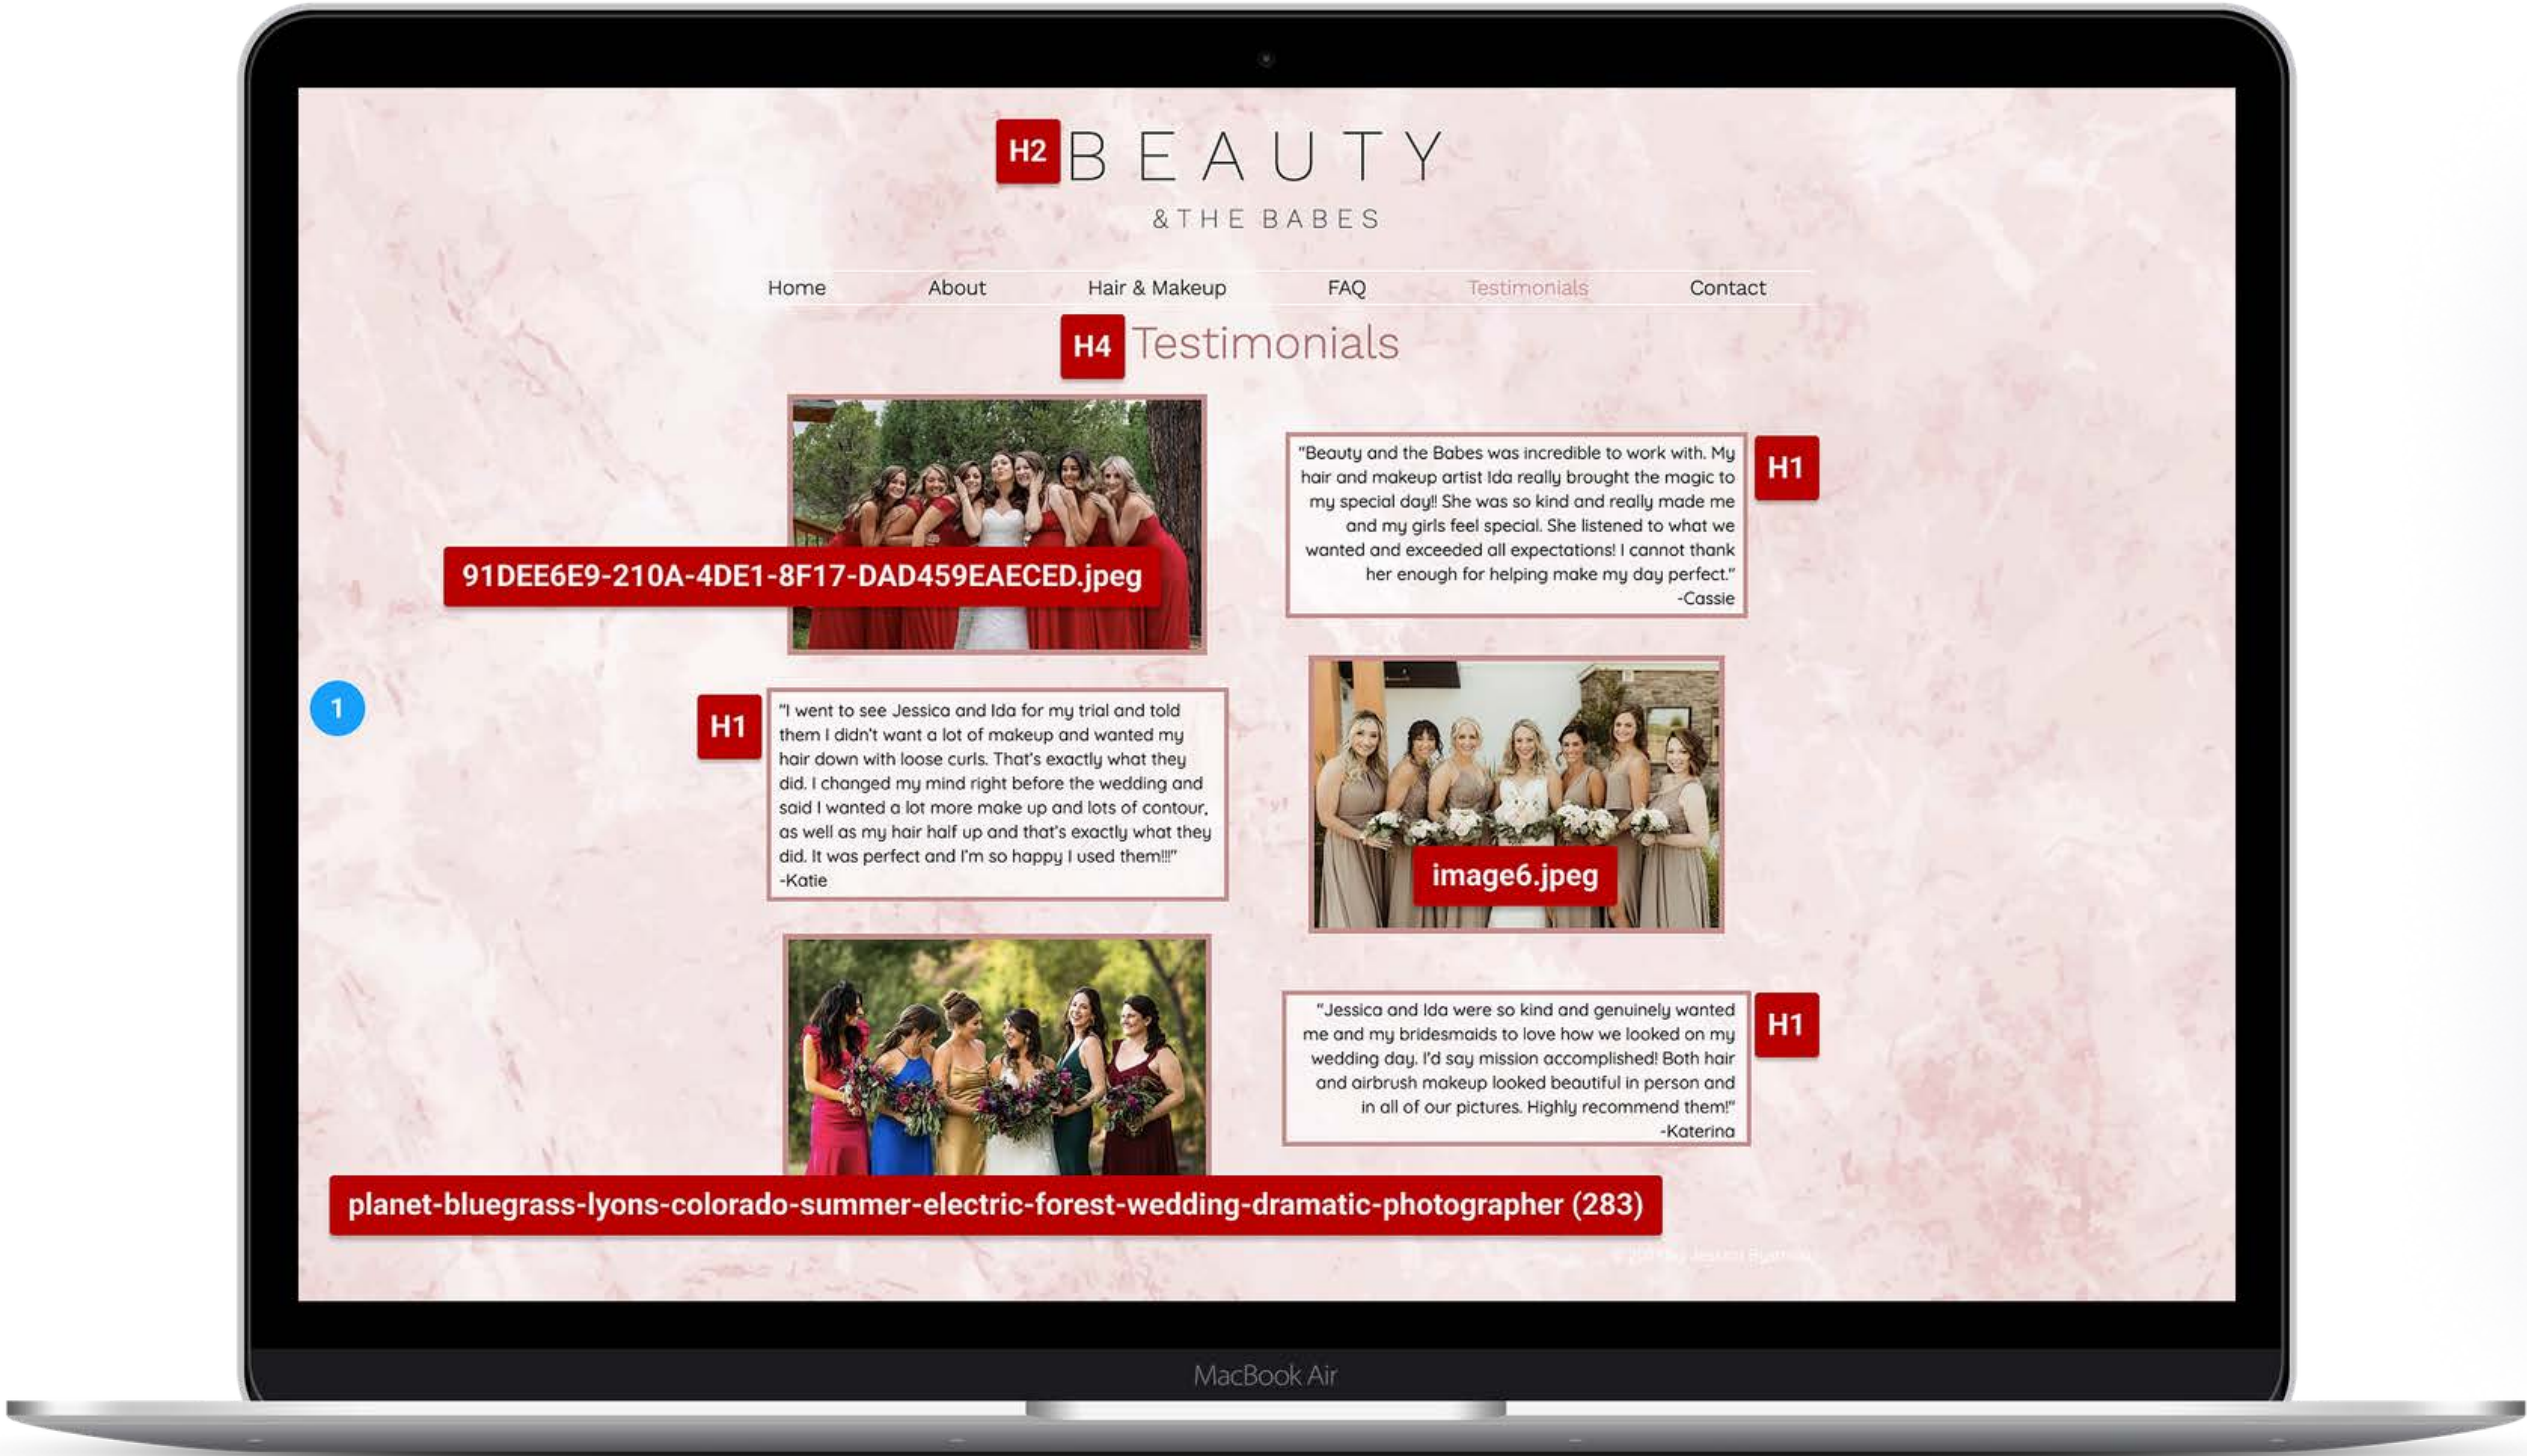 H2
BEAUTY
& THE BABES
Home About Hair & Makeup FAQ Testimonials Contact
H4
Testimonials
91DEE6E9-210A-4DE1-8F17-DAD459EAECED.jpeg
"Beauty and the Babes was incredible to work with. My
hair and makeup artist Ida really brought the magic to
my special day!! She was so kind and really made me
and my girls feel special. She listened to what we
wanted and exceeded all expectations! I cannot thank
her enough for helping make my day perfect."
-Cassie
H1
1
H1
"I went to see Jessica and Ida for my trial and told
them I didn't want a lot of makeup and wanted my
hair down with loose curls. That's exactly what they
did. I changed my mind right before the wedding and
said I wanted a lot more make up and lots of contour,
as well as my hair half up and that's exactly what they
did. It was perfect and I'm so happy I used them!!!"
-Katie
image6.jpeg
"Jessica and Ida were so kind and genuinely wanted
me and my bridesmaids to love how we looked on my
wedding day. I'd say mission accomplished! Both hair
and airbrush makeup looked beautiful in person and
in all of our pictures. Highly recommend them!"
-Katerina
H1
planet-bluegrass-lyons-colorado-summer-electric-forest-wedding-dramatic-photographer (283)
MacBook Air